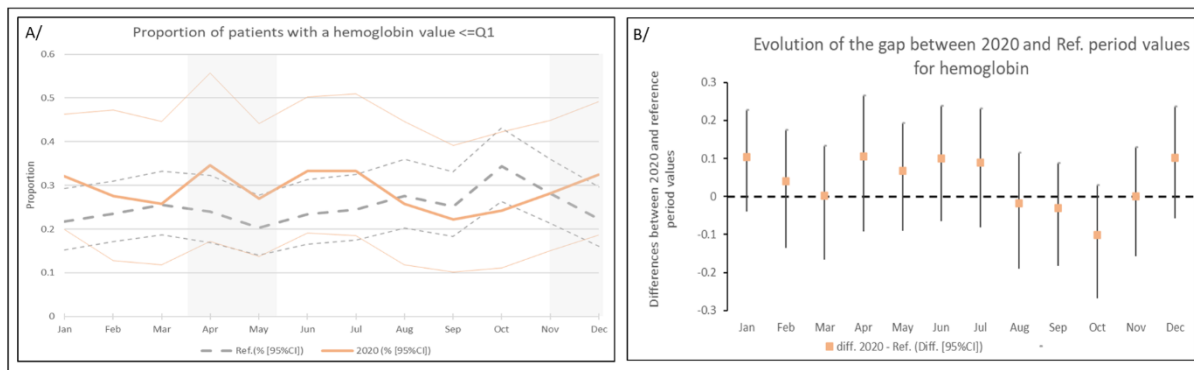 A/
Proportion of patients with a hemoglobin value <=Q1
0.6
0.5
0.4
0.3
0.2
0.1
0
Proportion
Jan Feb Mar Apr May Jun Jul Aug Sep Oct Nov Dec
Ref.(% [95%CI]) 2020 (% [95%CI])
B/
Evolution of the gap between 2020 and Ref. period values
for hemoglobin
0.3
0.2
0.1
0
-0.1
-0.2
-0.3
Differences between 2020 and reference
period values
Jan Feb Mar Apr May Jun Jul Aug Sep Oct Nov Dec
diff. 2020 - Ref. (Diff. [95%CI])